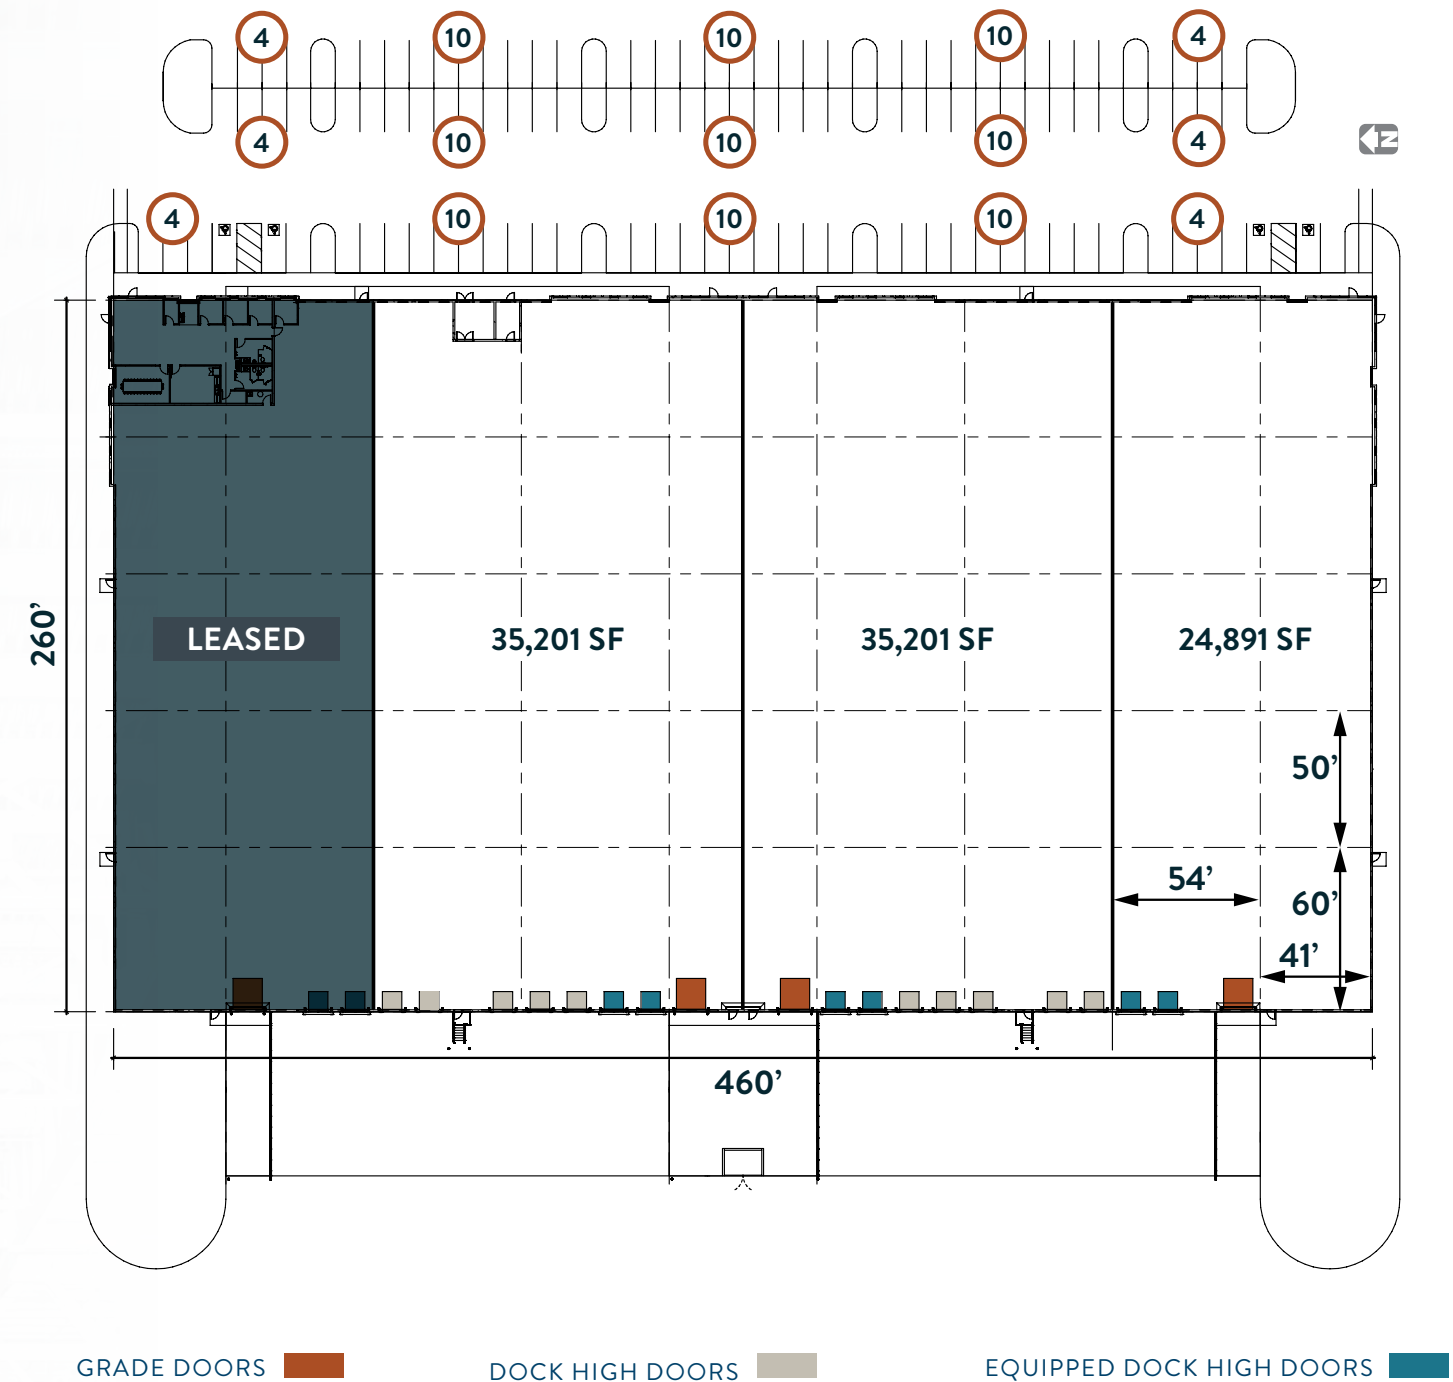 4 10 10 10 4
4 10 10 10 4
N
4 10 10 10 4
260’
LEASED
35,201 SF
35,201 SF
24,891 SF
50’
54’
60’
41’
460’
GRADE DOORS
DOCK HIGH DOORS
EQUIPPED DOCK HIGH DOORS